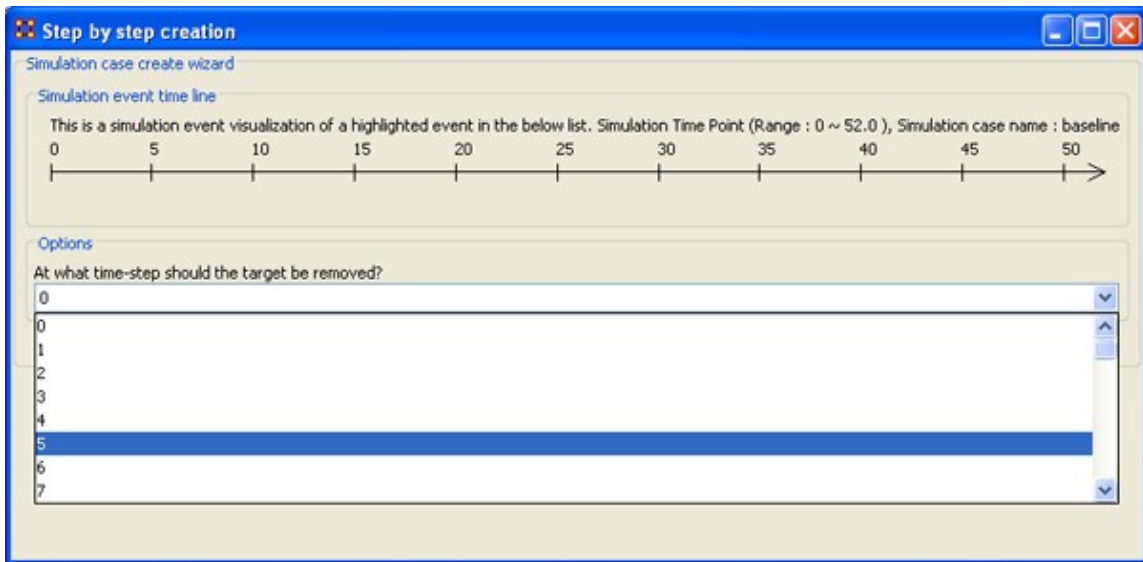 Step by step creation
Simulation case create wizard
Simulation event time line
This is a simulation event visualization of a highlighted event in the below list. Simulation Time Point (Range : 0 ~ 52.0 ), Simulation case name : baseline
0 5 10 15 20 25 30 35 40 45 50
Options
At what time-step should the target be removed?
0
0
1
2
3
4
5
6
7